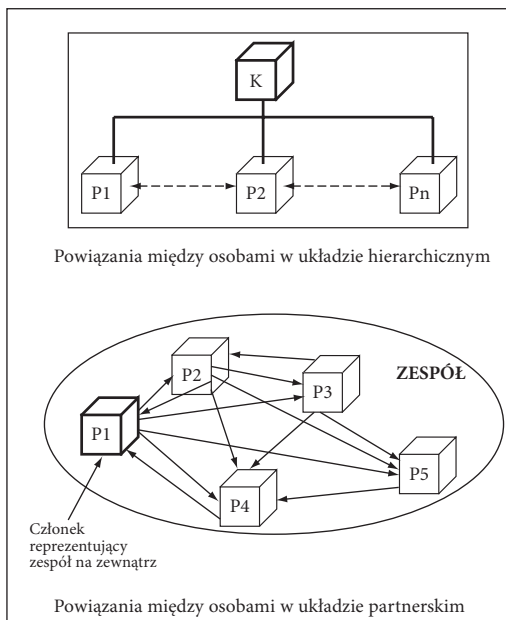 K
P1 P2 Pn
Powiązania między osobami w układzie hierarchicznym
P2
P3
ZESPÓŁ
P1
P5
P4
Członek
reprezentujący
zespół na zewnątrz
Powiązania między osobami w układzie partnerskim